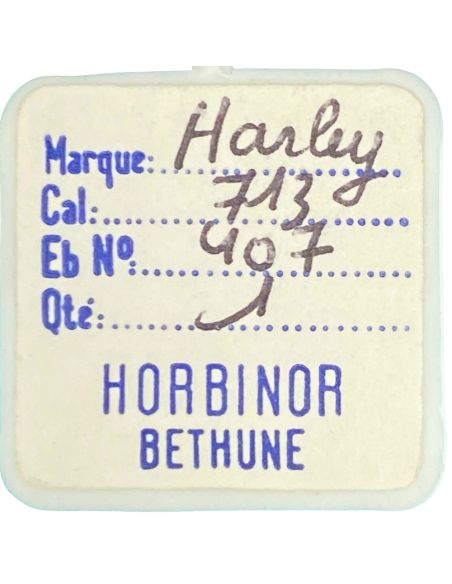 Marque: Harley
Cal: 713
Eb Nº: 407
Qté: 1
HORBINOR
BETHUNE